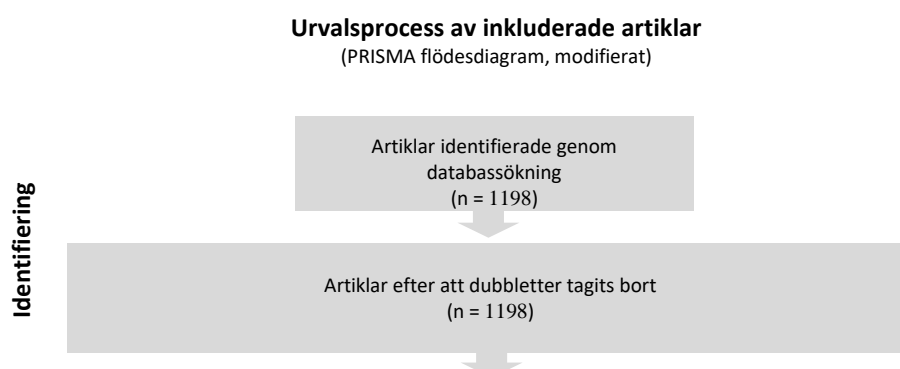 Urvalsprocess av inkluderade artiklar
(PRISMA flödesdiagram, modifierat)
Artiklar identifierade genom
databassökning
(n = 1198)
Identifiering
Artiklar efter att dubbletter tagits bort
(n = 1198)